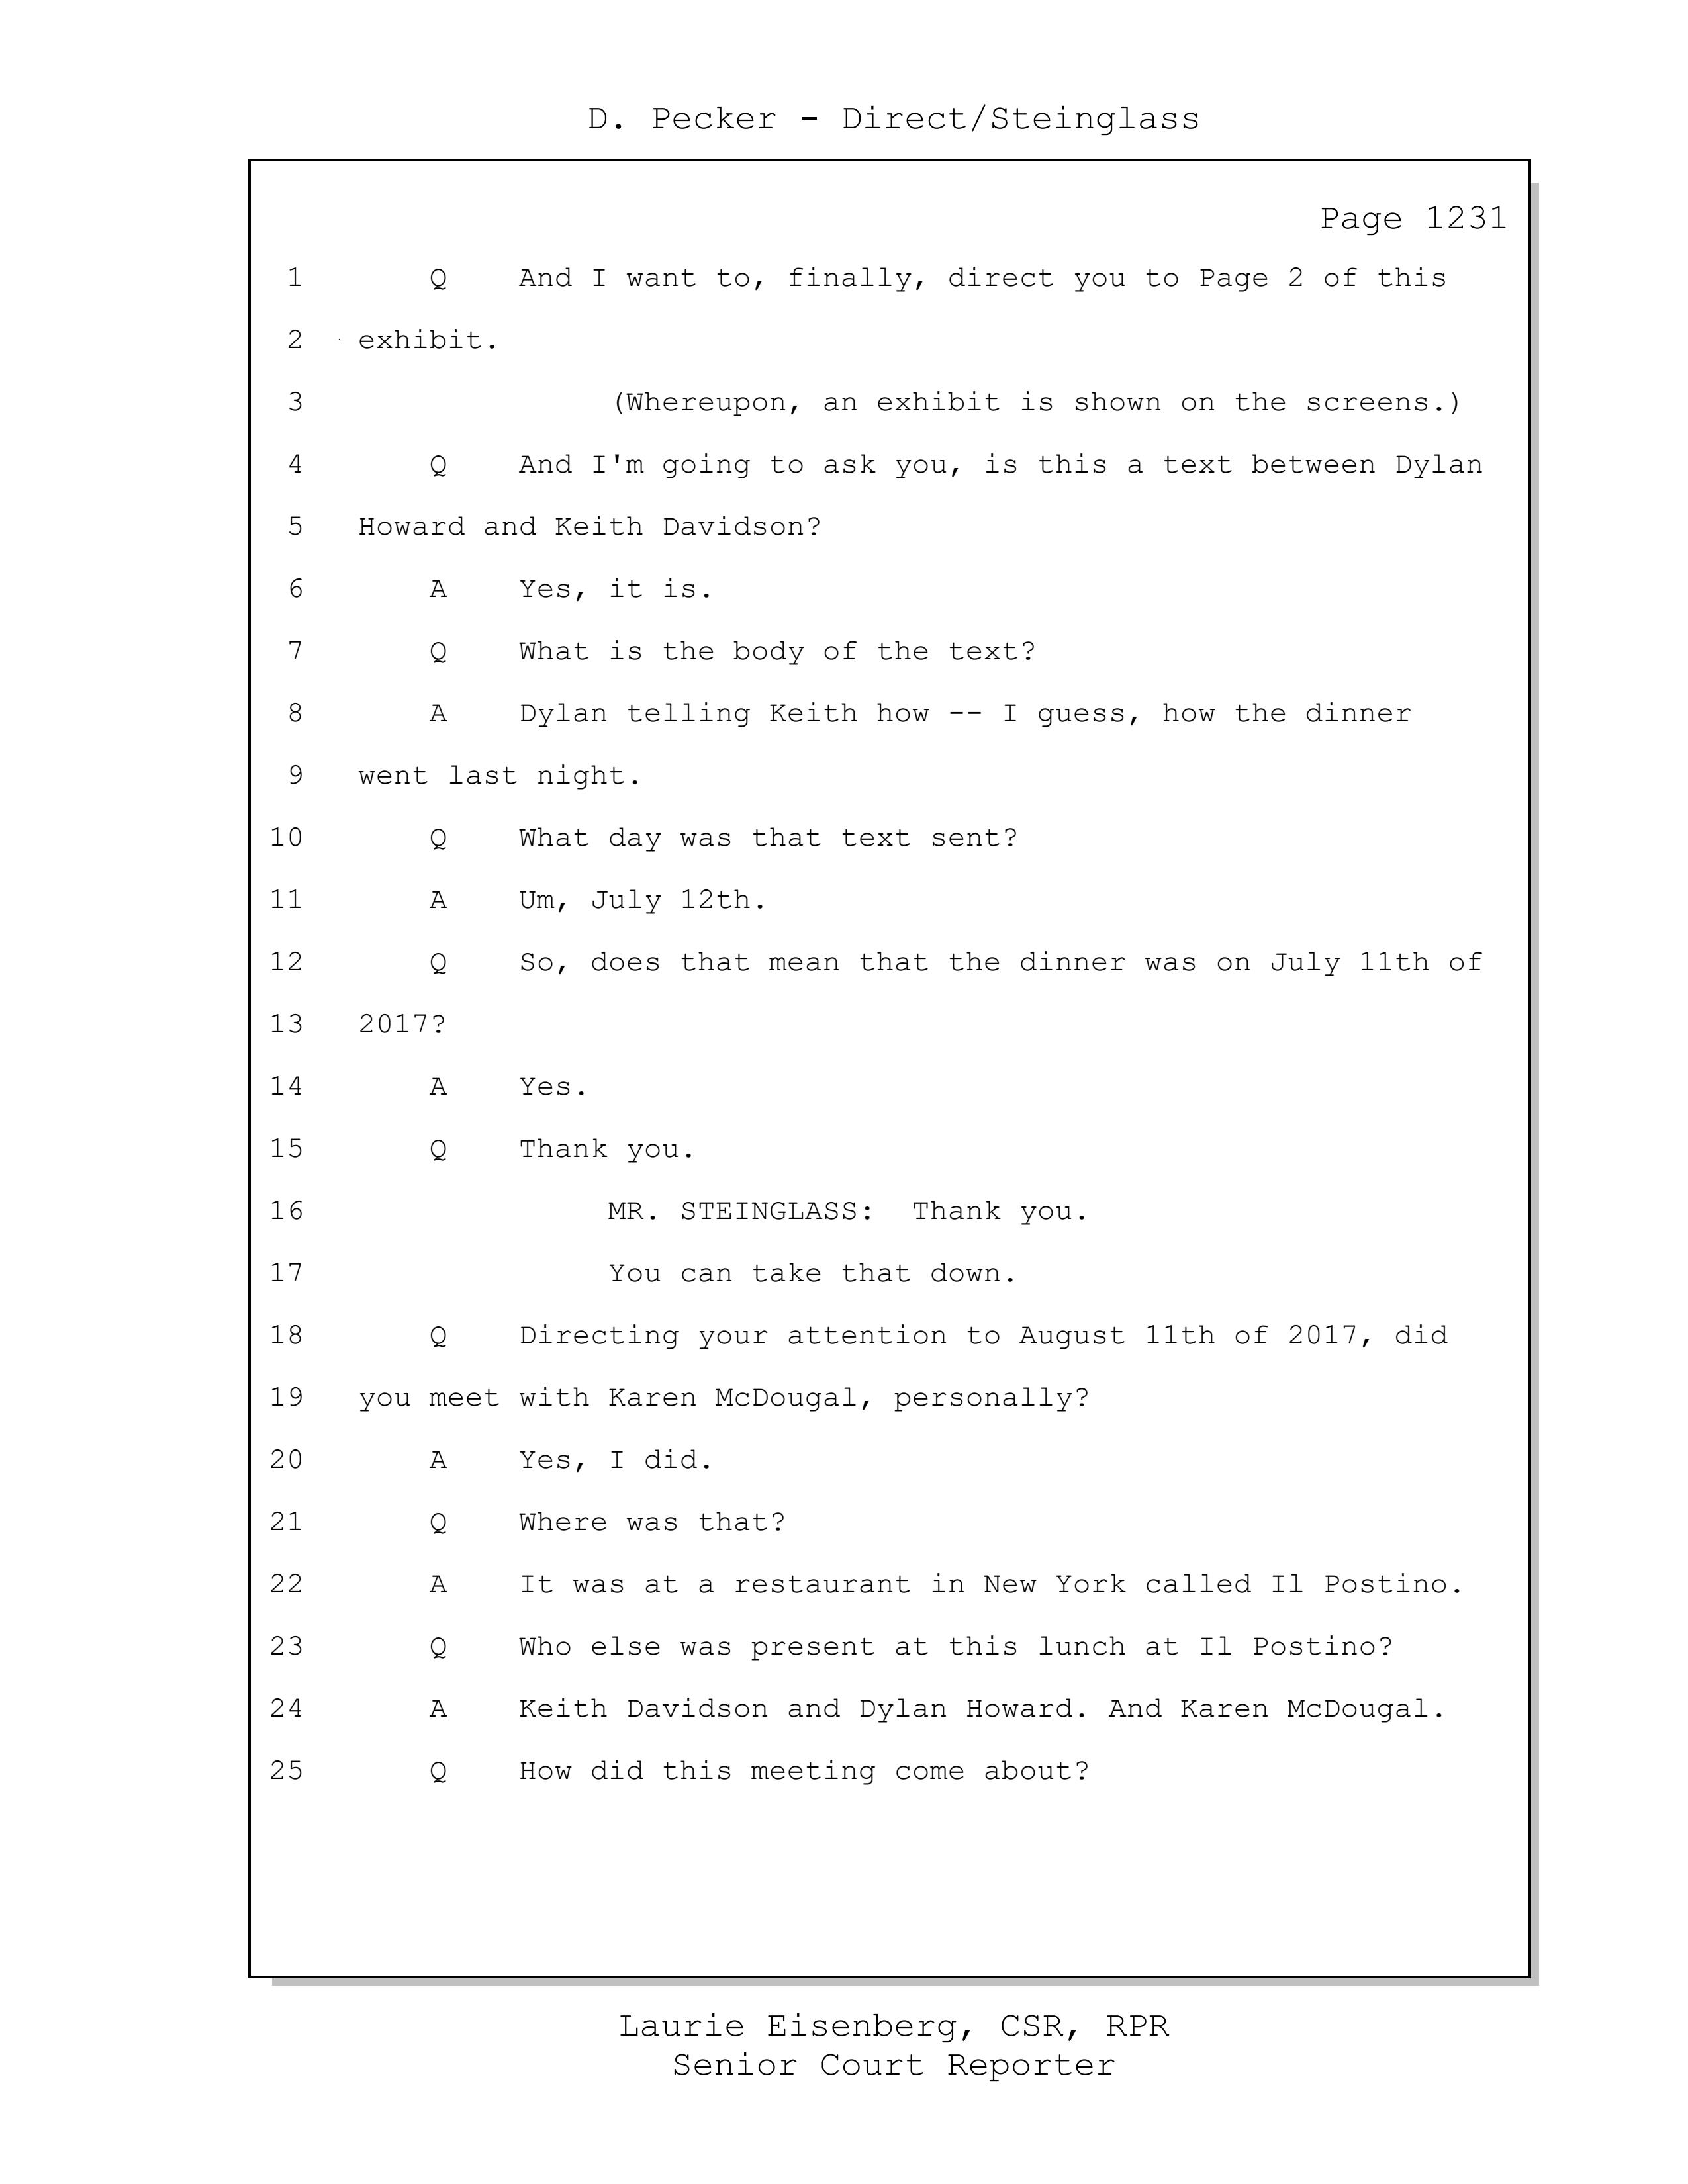 D. Pecker - Direct/Steinglass
Page 1231
1 Q And I want to, finally, direct you to Page 2 of this
2 exhibit.
3 (Whereupon, an exhibit is shown on the screens.)
4 Q And I'm going to ask you, is this a text between Dylan
5 Howard and Keith Davidson?
6 A Yes, it is.
7 Q What is the body of the text?
8 A Dylan telling Keith how -- I guess, how the dinner
9 went last night.
10 Q What day was that text sent?
11 A Um, July 12th.
12 Q So, does that mean that the dinner was on July 11th of
13 2017?
14 A Yes.
15 Q Thank you.
16 MR. STEINGLASS: Thank you.
17 You can take that down.
18 Q Directing your attention to August 11th of 2017, did
19 you meet with Karen McDougal, personally?
20 A Yes, I did.
21 Q Where was that?
22 A It was at a restaurant in New York called Il Postino.
23 Q Who else was present at this lunch at Il Postino?
24 A Keith Davidson and Dylan Howard. And Karen McDougal.
25 Q How did this meeting come about?
Laurie Eisenberg, CSR, RPR
Senior Court Reporter